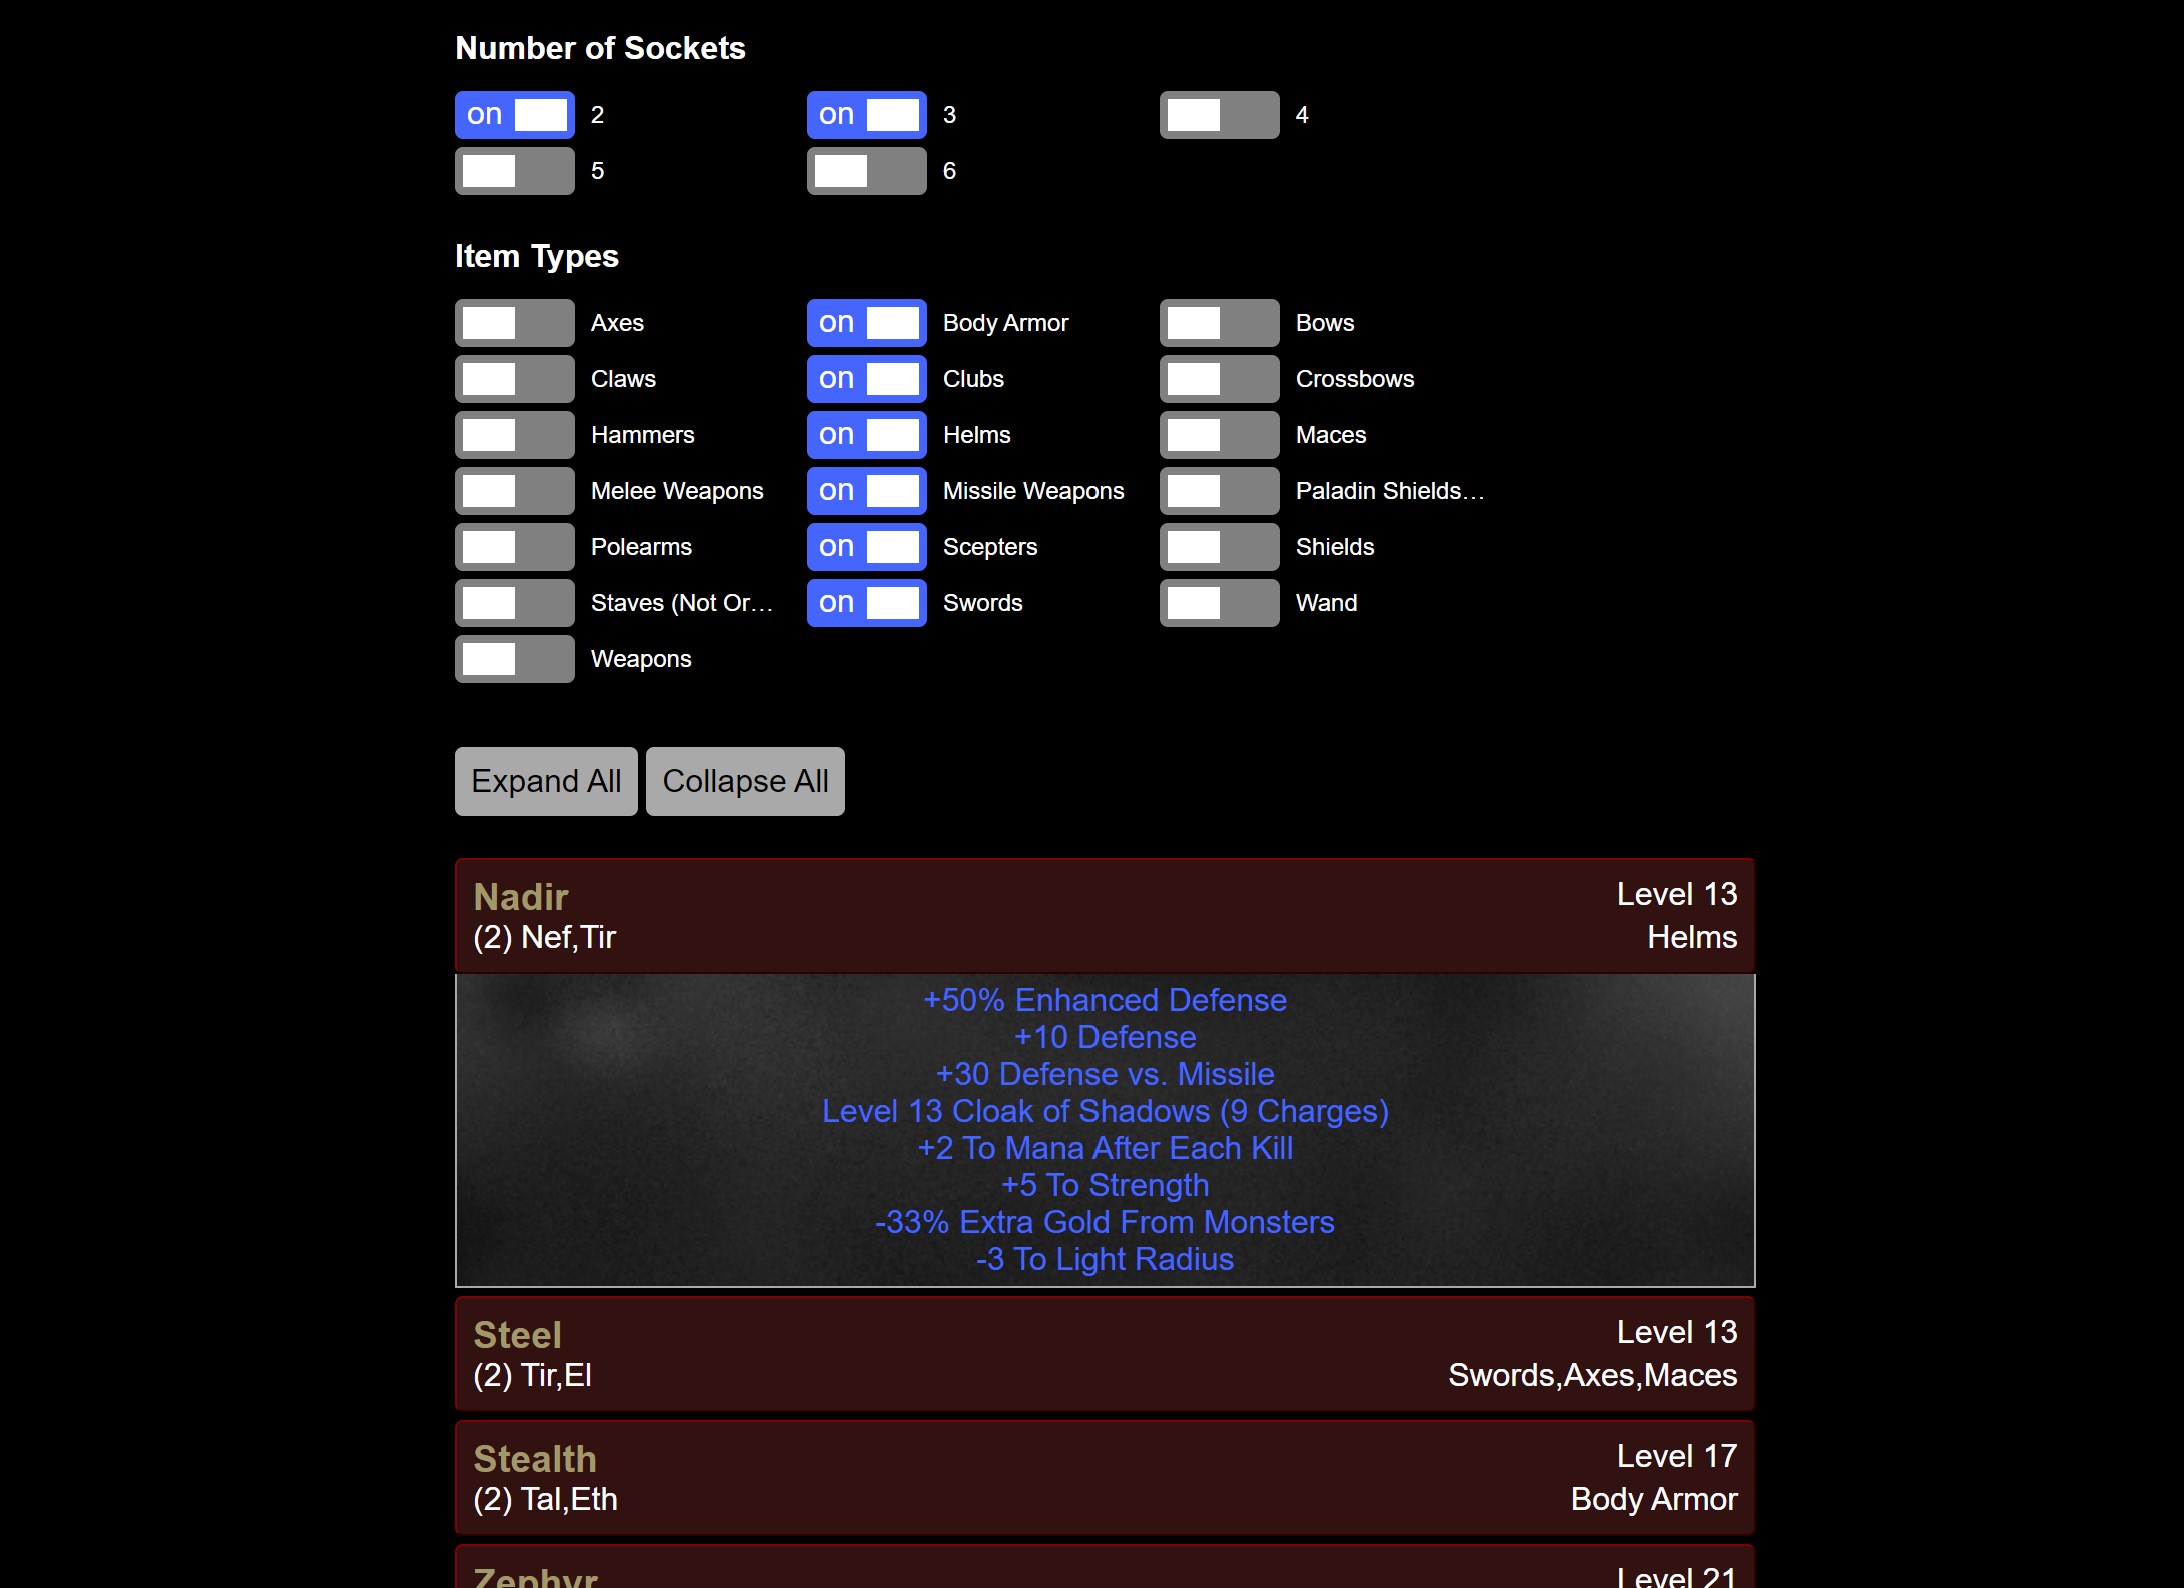 Number of Sockets
on 2 on 3 4
5 6
Item Types
Axes on Body Armor Bows
Claws on Clubs Crossbows
Hammers on Helms Maces
Melee Weapons on Missile Weapons Paladin Shields…
Polearms on Scepters Shields
Staves (Not Or… on Swords Wand
Weapons
Expand All Collapse All
Nadir Level 13
(2) Nef,Tir Helms
+50% Enhanced Defense
+10 Defense
+30 Defense vs. Missile
Level 13 Cloak of Shadows (9 Charges)
+2 To Mana After Each Kill
+5 To Strength
-33% Extra Gold From Monsters
-3 To Light Radius
Steel Level 13
(2) Tir,El Swords,Axes,Maces
Stealth Level 17
(2) Tal,Eth Body Armor
Zephyr Level 21